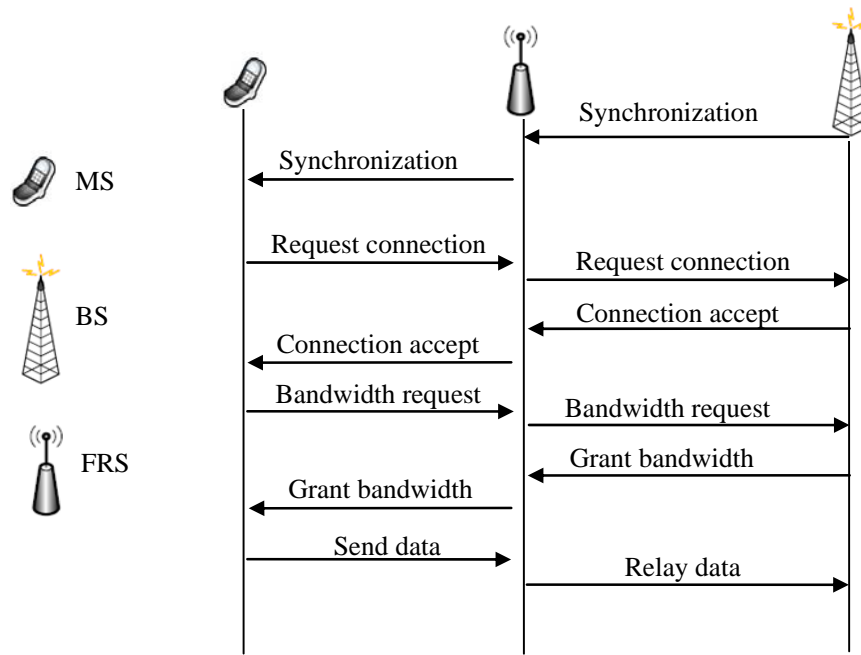 Synchronization
Synchronization
MS
Request connection
Request connection
BS
Connection accept
Connection accept
Bandwidth request
Bandwidth request
FRS
Grant bandwidth
Grant bandwidth
Send data
Relay data